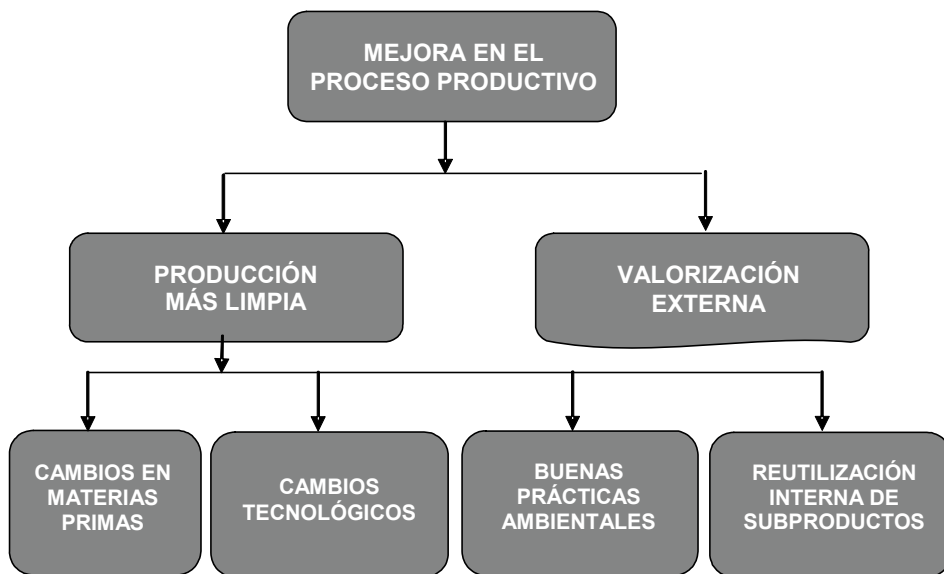 MEJORA EN EL
PROCESO PRODUCTIVO
PRODUCCIÓN
MÁS LIMPIA
VALORIZACIÓN
EXTERNA
CAMBIOS EN
MATERIAS
PRIMAS
CAMBIOS
TECNOLÓGICOS
BUENAS
PRÁCTICAS
AMBIENTALES
REUTILIZACIÓN
INTERNA DE
SUBPRODUCTOS